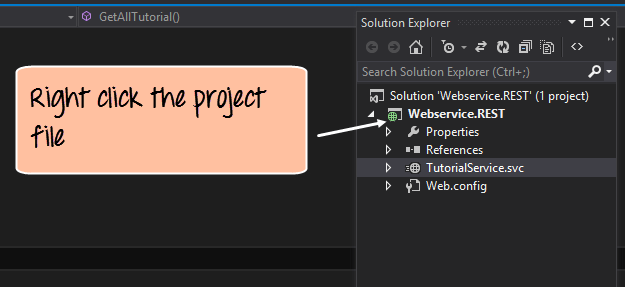 GetAllTutorial()
Solution Explorer
Search Solution Explorer (Ctrl+;)
Right click the project
file
Solution 'Webservice.REST' (1 project)
Webservice.REST
Properties
References
TutorialService.svc
Web.config